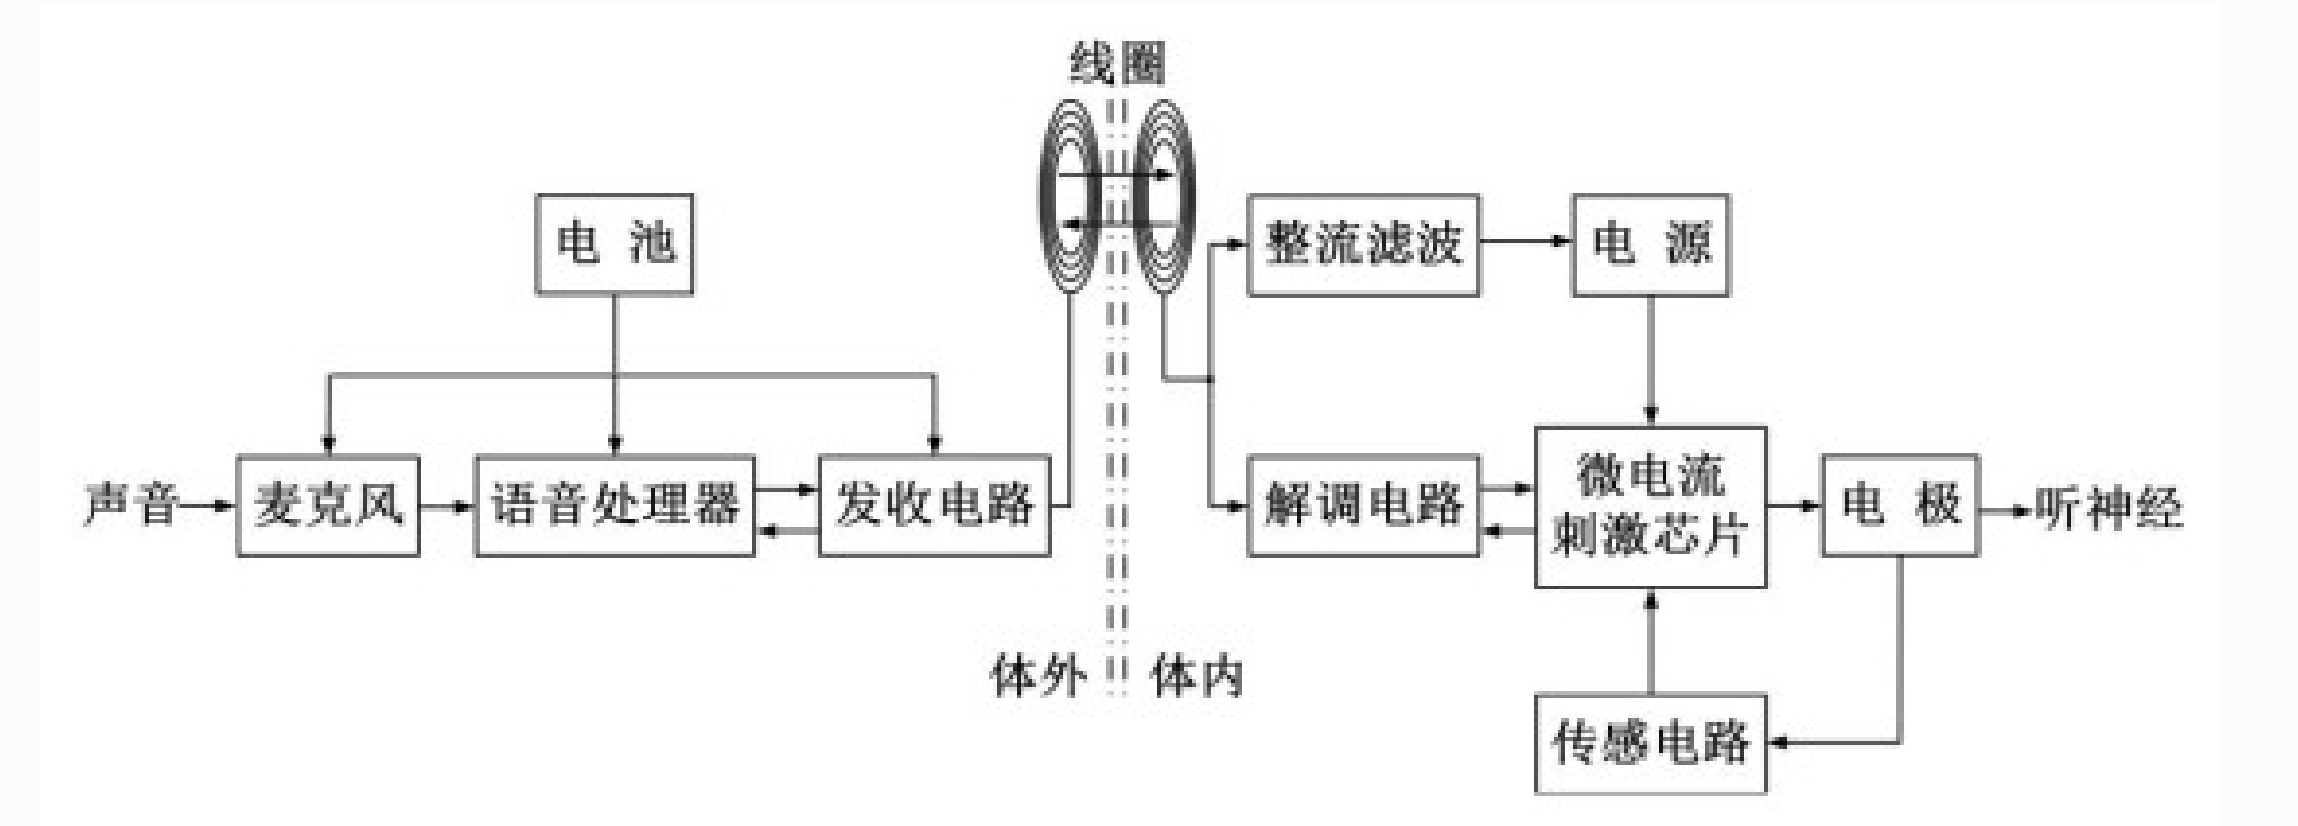 线圈
电池
整流滤波
电源
声音
麦克风
语音处理器
发收电路
解调电路
微电流
刺激芯片
电极
听神经
体外
体内
传感电路